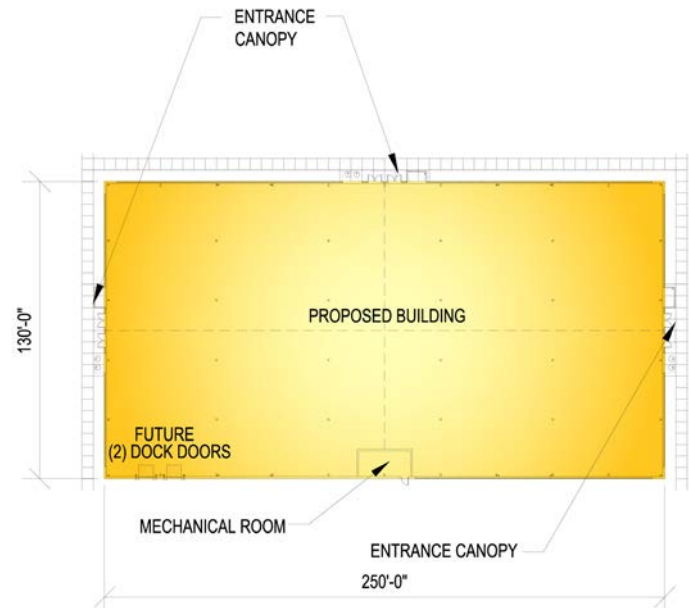 ENTRANCE
CANOPY
130'-0"
PROPOSED BUILDING
FUTURE
(2) DOCK DOORS
MECHANICAL ROOM
ENTRANCE CANOPY
250'-0"